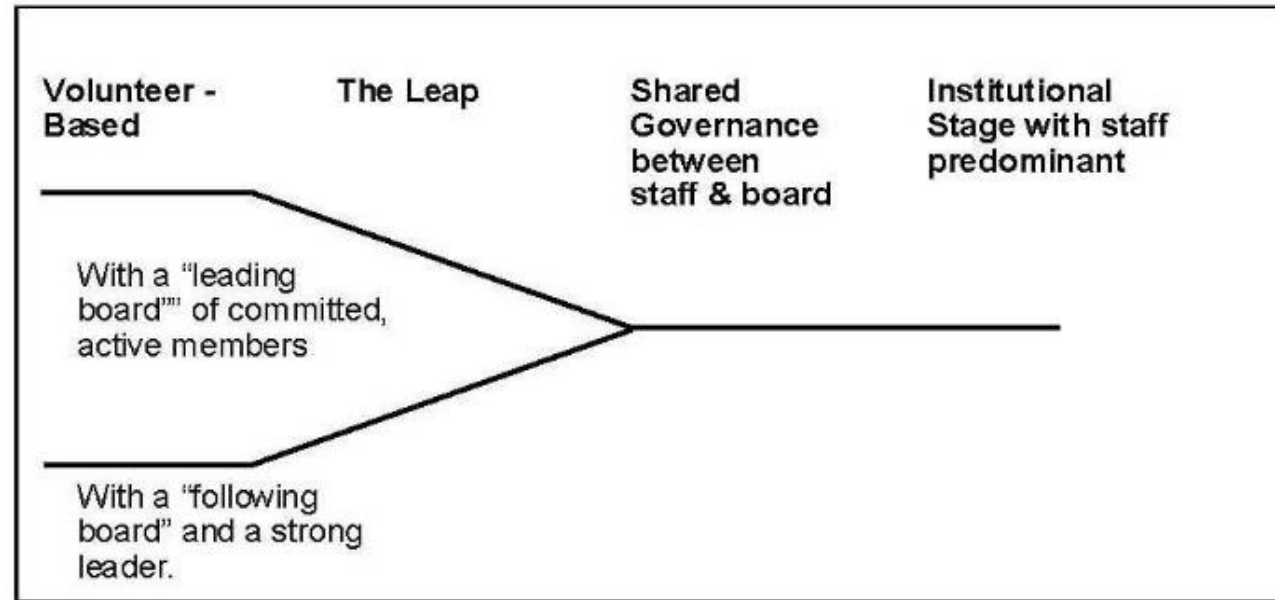 Volunteer -
Based
The Leap
Shared
Governance
between
staff & board
Institutional
Stage with staff
predominant
With a “leading
board”” of committed,
active members
With a “following
board” and a strong
leader.